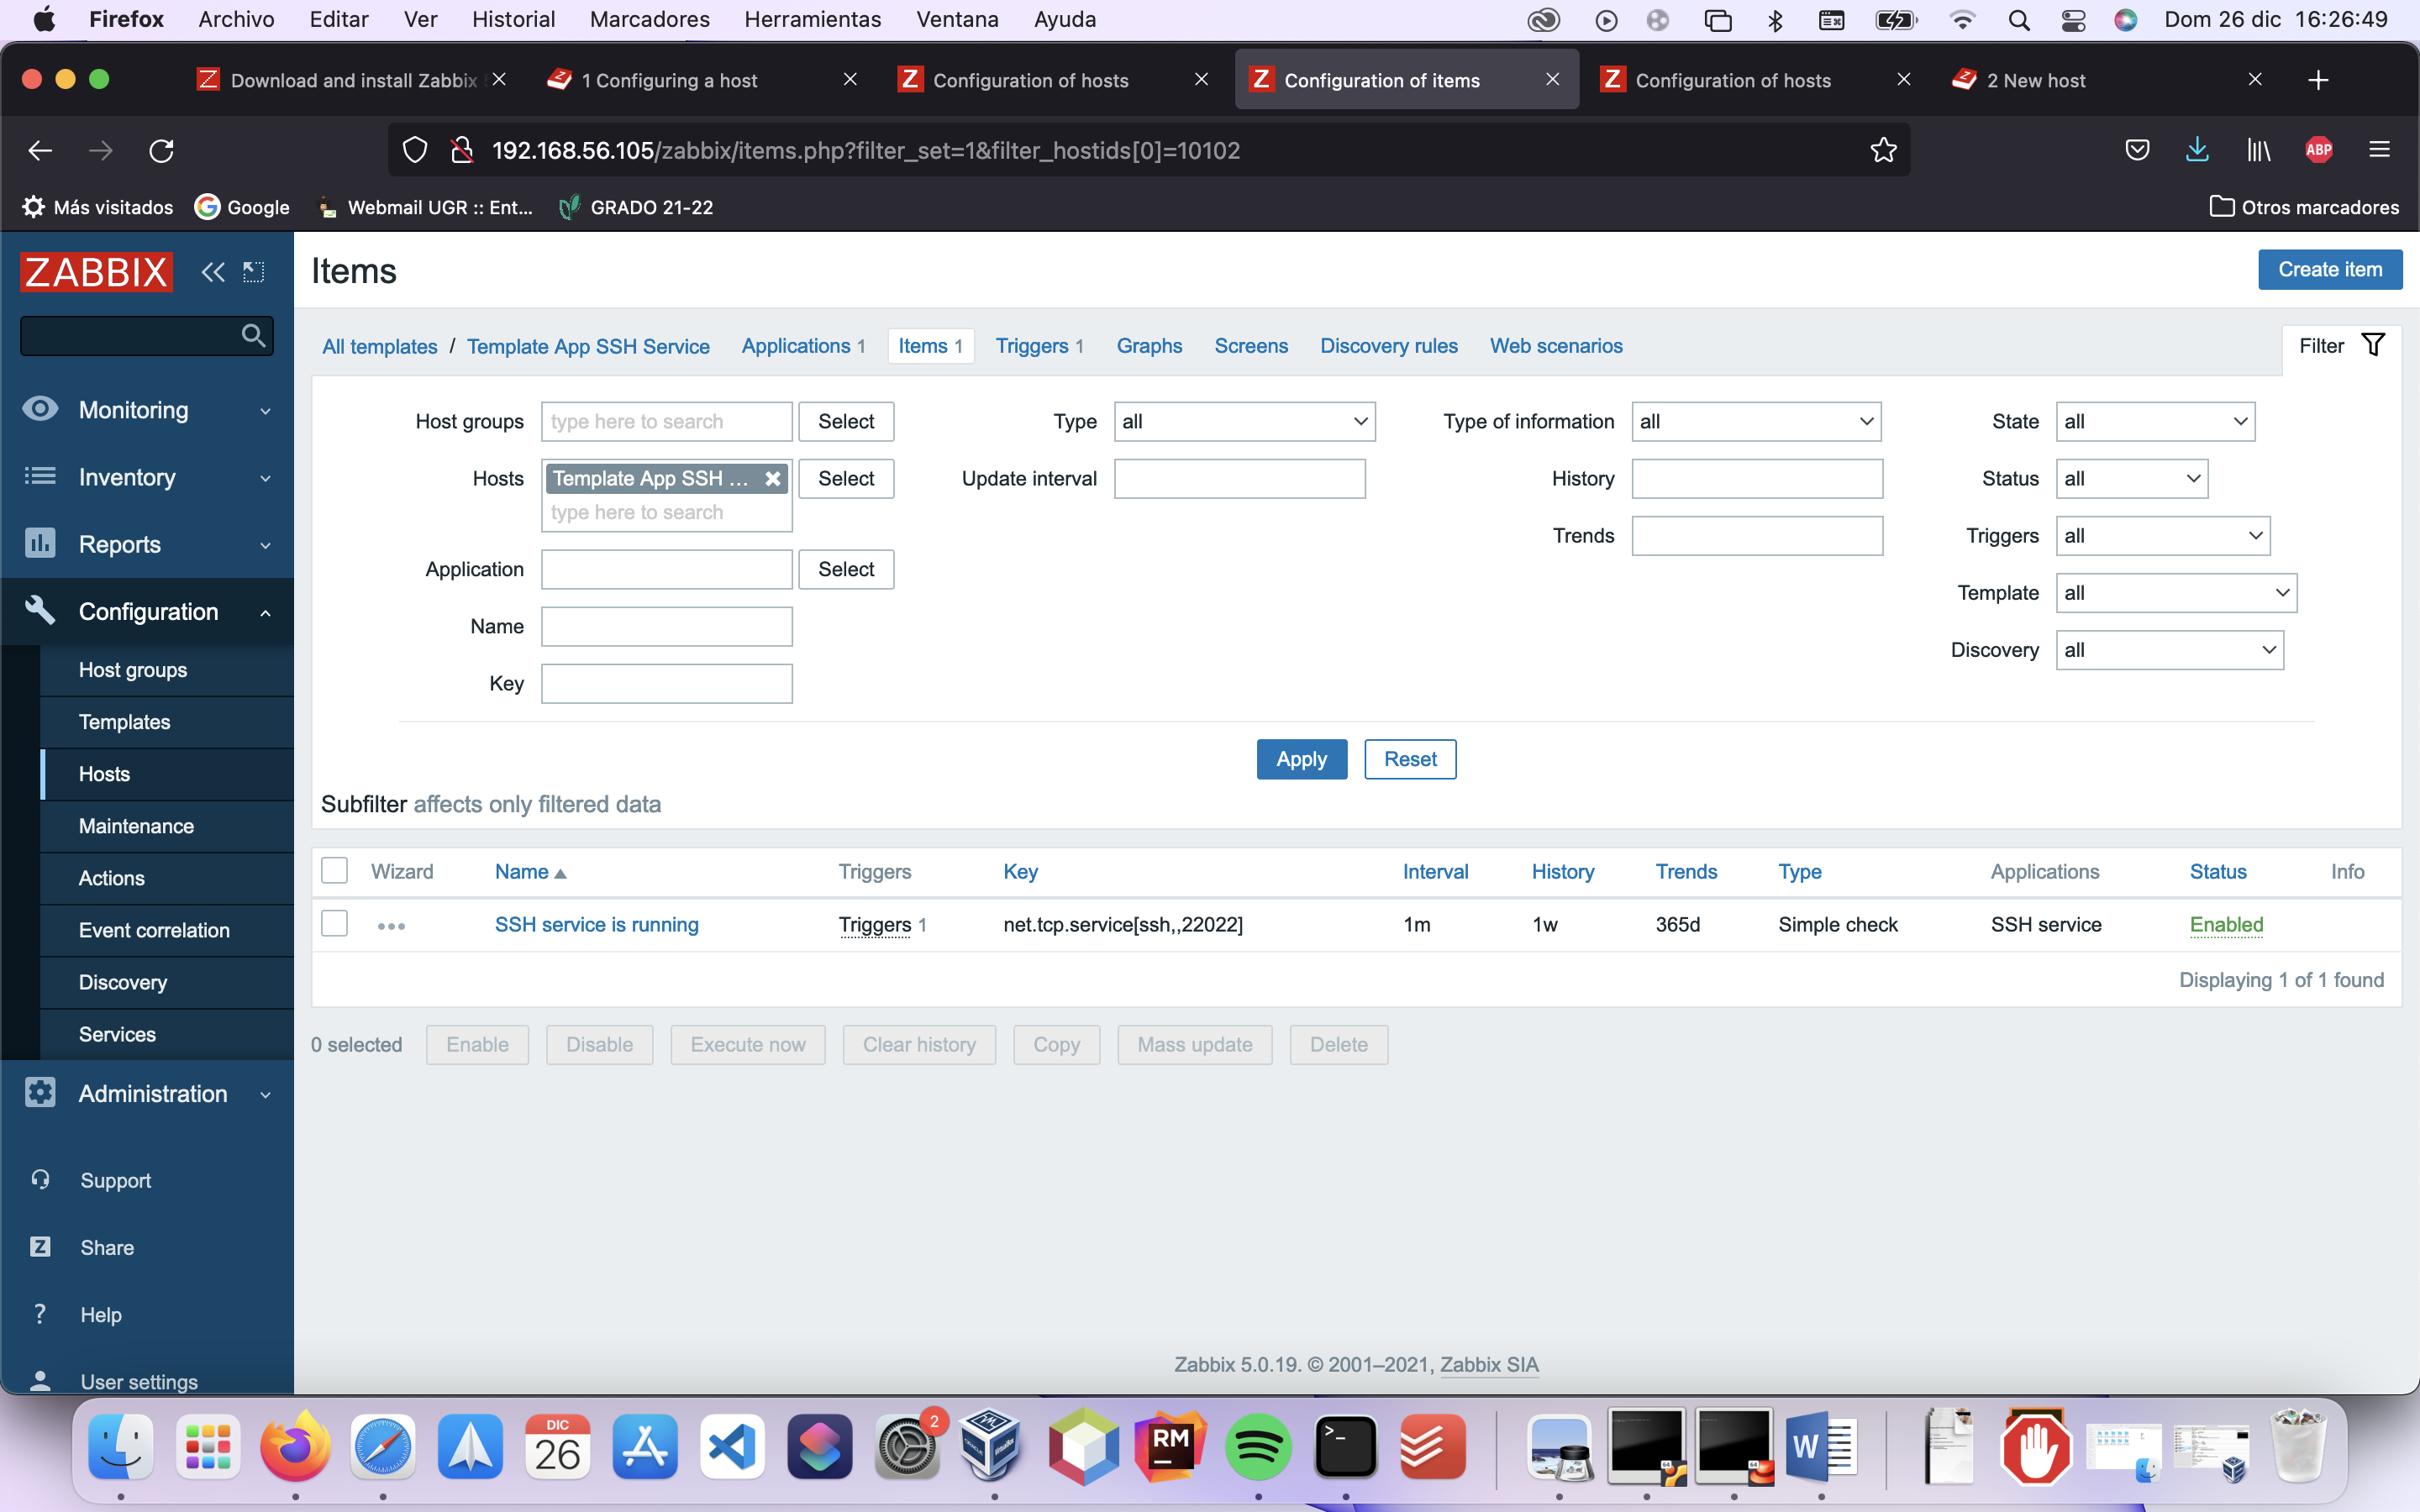 Firefox Archivo Editar Ver Historial Marcadores Herramientas Ventana Ayuda Dom 26 dic 16:26:49
Download and install Zabbix 1 Configuring a host Configuration of hosts Configuration of items Configuration of hosts 2 New host
192.168.56.105/zabbix/items.php?filter_set=1&filter_hostids[0]=10102 ABP
Más visitados Google Webmail UGR :: Ent... GRADO 21-22 Otros marcadores
ZABBIX
Monitoring
Inventory
Reports
Configuration
Host groups
Templates
Hosts
Maintenance
Actions
Event correlation
Discovery
Services
Administration
Support
Share
Help
User settings
Items Create item
All templates / Template App SSH Service Applications 1 Items 1 Triggers 1 Graphs Screens Discovery rules Web scenarios Filter
Host groups type here to search Select Type all Type of information all State all
Hosts Template App SSH ... Select Update interval History Status all
type here to search
Trends Triggers all
Application Select
Template all
Name
Discovery all
Key
Apply Reset
Subfilter affects only filtered data
Wizard Name Triggers Key Interval History Trends Type Applications Status Info
SSH service is running Triggers 1 net.tcp.service[ssh,,22022] 1m 1w 365d Simple check SSH service Enabled
Displaying 1 of 1 found
0 selected Enable Disable Execute now Clear history Copy Mass update Delete
Zabbix 5.0.19. © 2001–2021, Zabbix SIA
DIC
26
2
RM
W